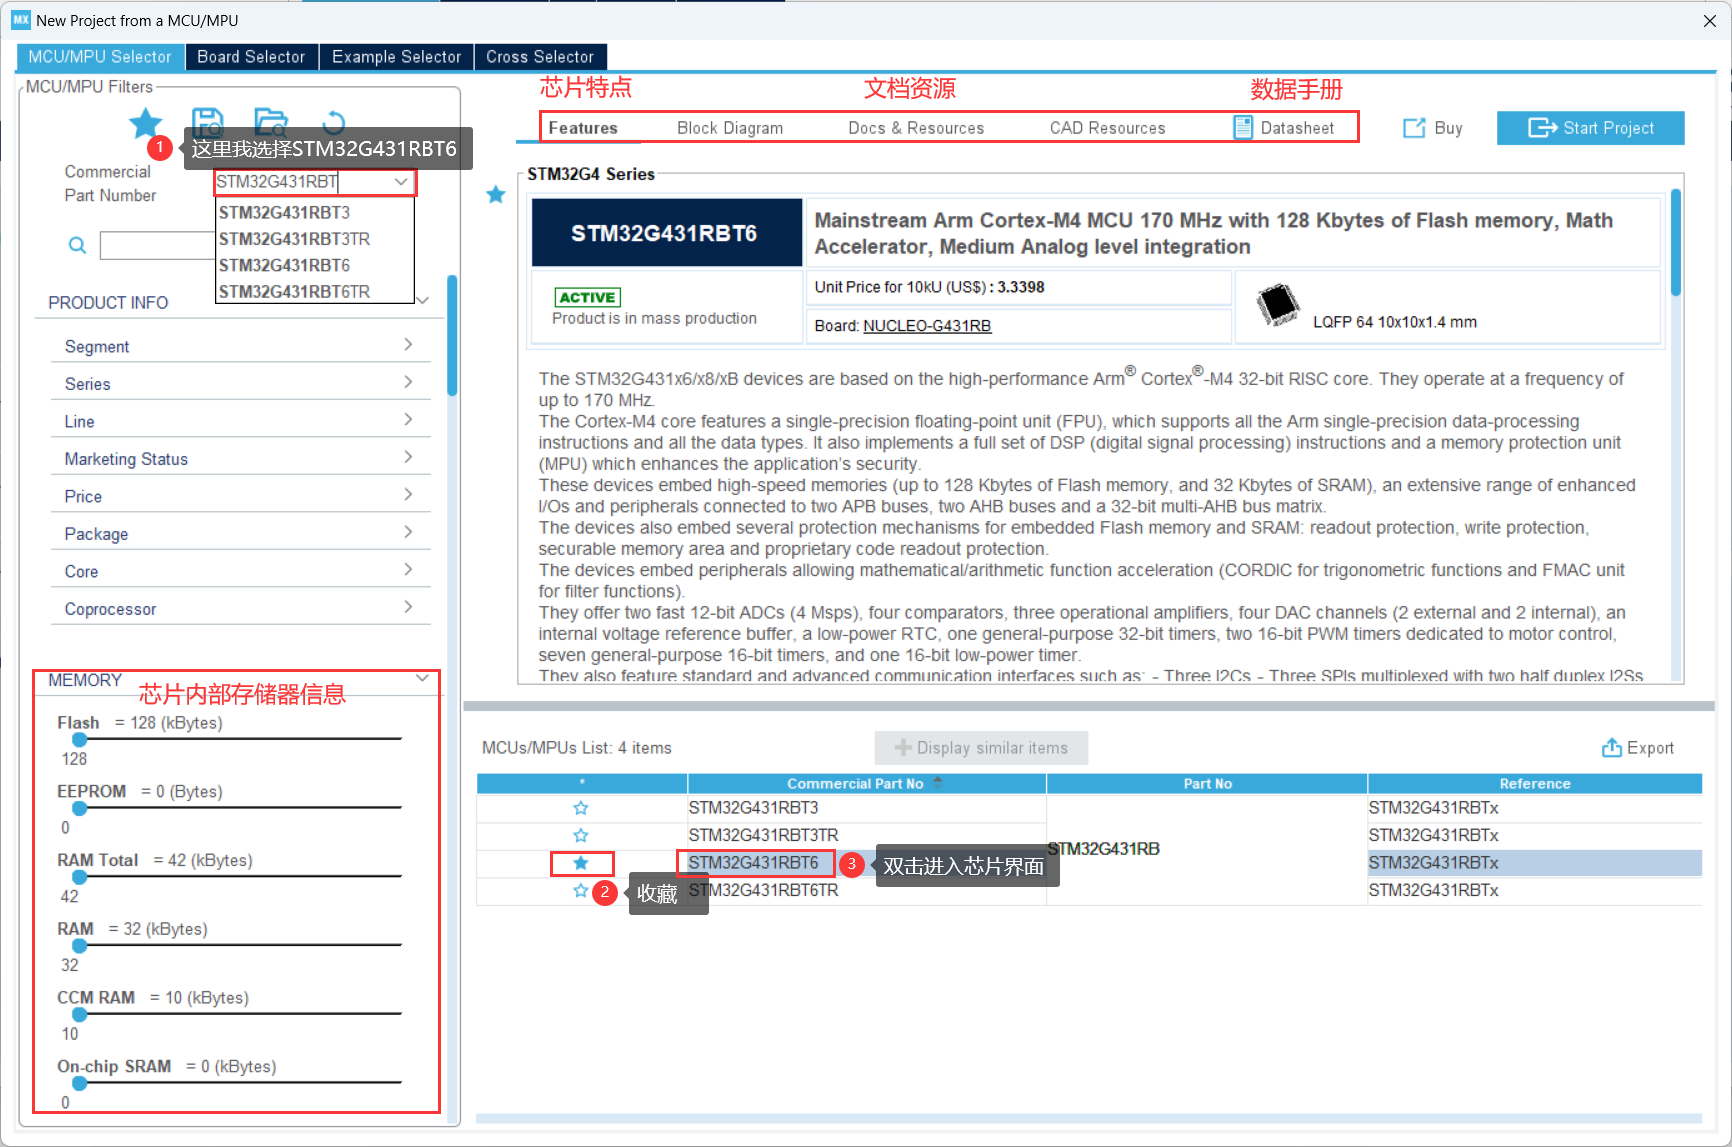 MX New Project from a MCU/MPU
MCU/MPU Selector
Board Selector
Example Selector
Cross Selector
MCU/MPU Filters
1
这里我选择STM32G431RBT6
Commercial
Part Number
STM32G431RBT
STM32G431RBT3
STM32G431RBT3TR
STM32G431RBT6
STM32G431RBT6TR
PRODUCT INFO
Segment
Series
Line
Marketing Status
Price
Package
Core
Coprocessor
MEMORY
芯片内部存储器信息
Flash = 128 (kBytes)
128
EEPROM = 0 (Bytes)
0
RAM Total = 42 (kBytes)
42
RAM = 32 (kBytes)
32
CCM RAM = 10 (kBytes)
10
On-chip SRAM = 0 (kBytes)
0
芯片特点
文档资源
数据手册
Features
Block Diagram
Docs & Resources
CAD Resources
Datasheet
Buy
Start Project
STM32G4 Series
STM32G431RBT6
Mainstream Arm Cortex-M4 MCU 170 MHz with 128 Kbytes of Flash memory, Math
Accelerator, Medium Analog level integration
ACTIVE
Product is in mass production
Unit Price for 10kU (US$) : 3.3398
Board: NUCLEO-G431RB
LQFP 64 10x10x1.4 mm
The STM32G431x6/x8/xB devices are based on the high-performance Arm® Cortex®-M4 32-bit RISC core. They operate at a frequency of
up to 170 MHz.
The Cortex-M4 core features a single-precision floating-point unit (FPU), which supports all the Arm single-precision data-processing
instructions and all the data types. It also implements a full set of DSP (digital signal processing) instructions and a memory protection unit
(MPU) which enhances the application's security.
These devices embed high-speed memories (up to 128 Kbytes of Flash memory, and 32 Kbytes of SRAM), an extensive range of enhanced
I/Os and peripherals connected to two APB buses, two AHB buses and a 32-bit multi-AHB bus matrix.
The devices also embed several protection mechanisms for embedded Flash memory and SRAM: readout protection, write protection,
securable memory area and proprietary code readout protection.
The devices embed peripherals allowing mathematical/arithmetic function acceleration (CORDIC for trigonometric functions and FMAC unit
for filter functions).
They offer two fast 12-bit ADCs (4 Msps), four comparators, three operational amplifiers, four DAC channels (2 external and 2 internal), an
internal voltage reference buffer, a low-power RTC, one general-purpose 32-bit timers, two 16-bit PWM timers dedicated to motor control,
seven general-purpose 16-bit timers, and one 16-bit low-power timer.
They also feature standard and advanced communication interfaces such as: - Three I2Cs - Three SPIs multiplexed with two half duplex I2Ss
MCUs/MPUs List: 4 items
Display similar items
Export
*
Commercial Part No
Part No
Reference
STM32G431RBT3
STM32G431RBTx
STM32G431RBT3TR
STM32G431RBTx
STM32G431RB
STM32G431RBT6
3
双击进入芯片界面
STM32G431RBTx
2
收藏
STM32G431RBT6TR
STM32G431RBTx